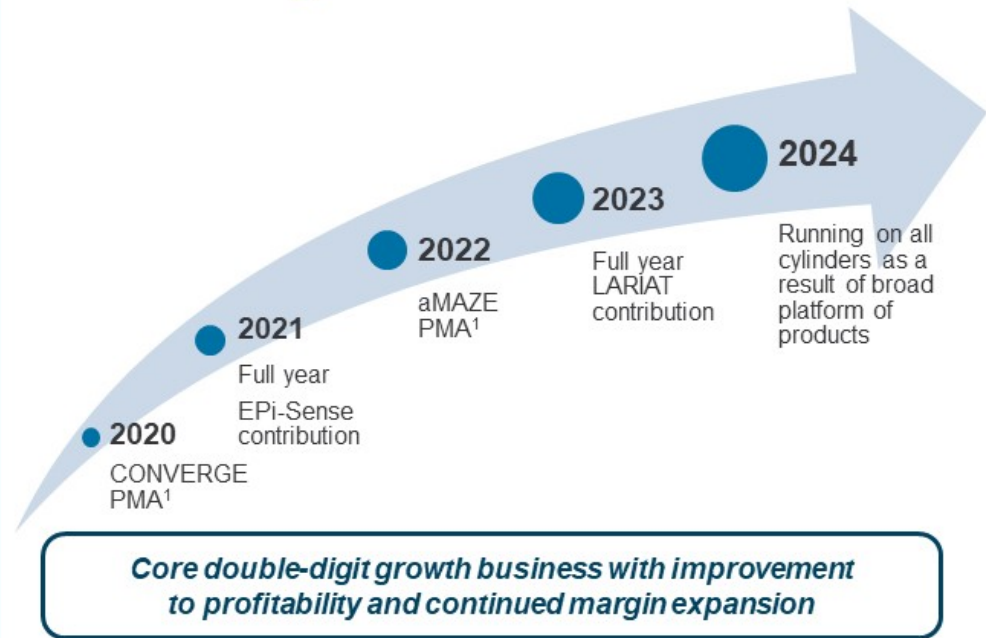 2020
CONVERGE
PMA¹
2021
Full year
EPi-Sense
contribution
2022
aMAZE
PMA¹
2023
Full year
LARIAT
contribution
2024
Running on all
cylinders as a
result of broad
platform of
products
Core double-digit growth business with improvement
to profitability and continued margin expansion